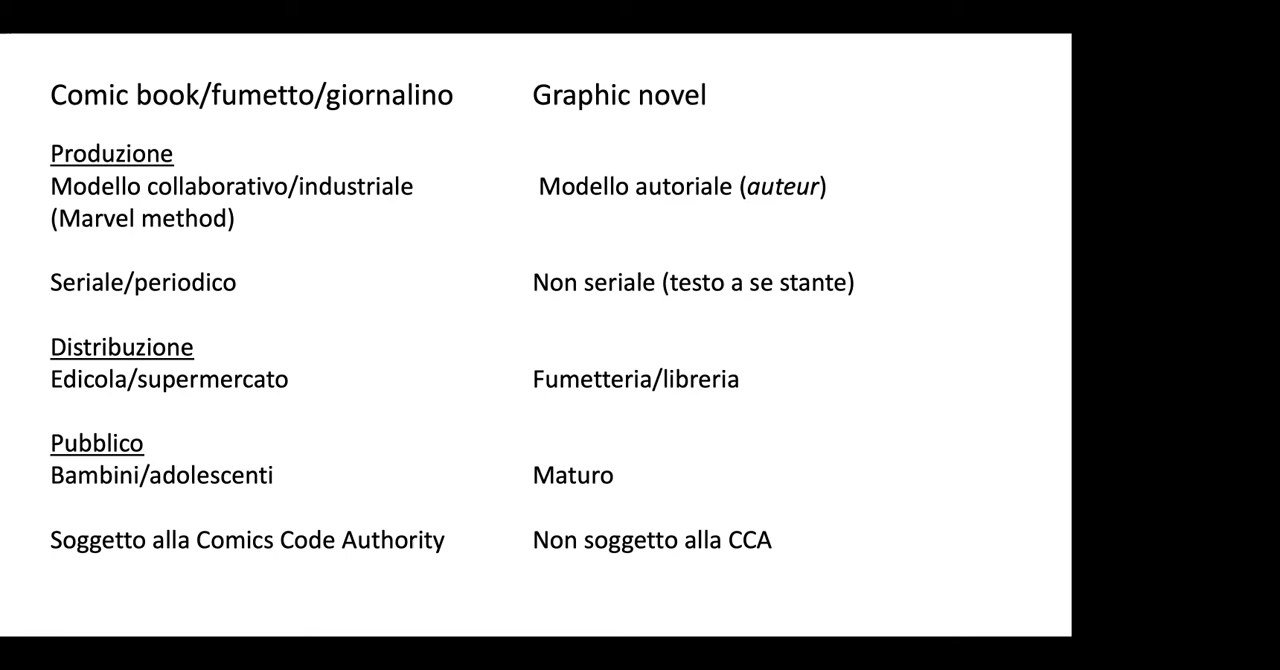 Comic book/fumetto/giornalino Graphic novel
Produzione
Modello collaborativo/industriale Modello autoriale (auteur)
(Marvel method)
Seriale/periodico Non seriale (testo a se stante)
Distribuzione
Edicola/supermercato Fumetteria/libreria
Pubblico
Bambini/adolescenti Maturo
Soggetto alla Comics Code Authority Non soggetto alla CCA